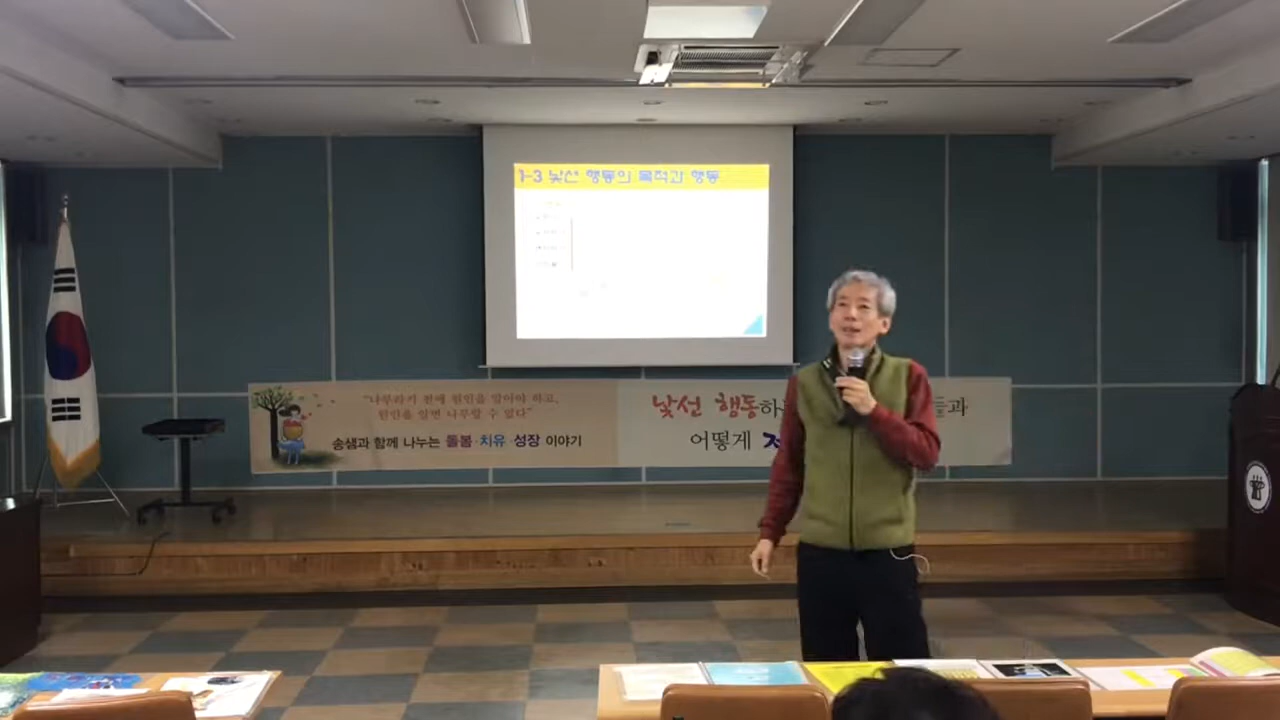 1-3 낯선 행동의 목적과 행동
"나무라기 전에 원인을 알아야 하고,
원인을 알면 나무랄 수 없다"
송샘과 함께 나누는 돌봄·치유·성장 이야기
낯선 행동하는 들과
어떻게